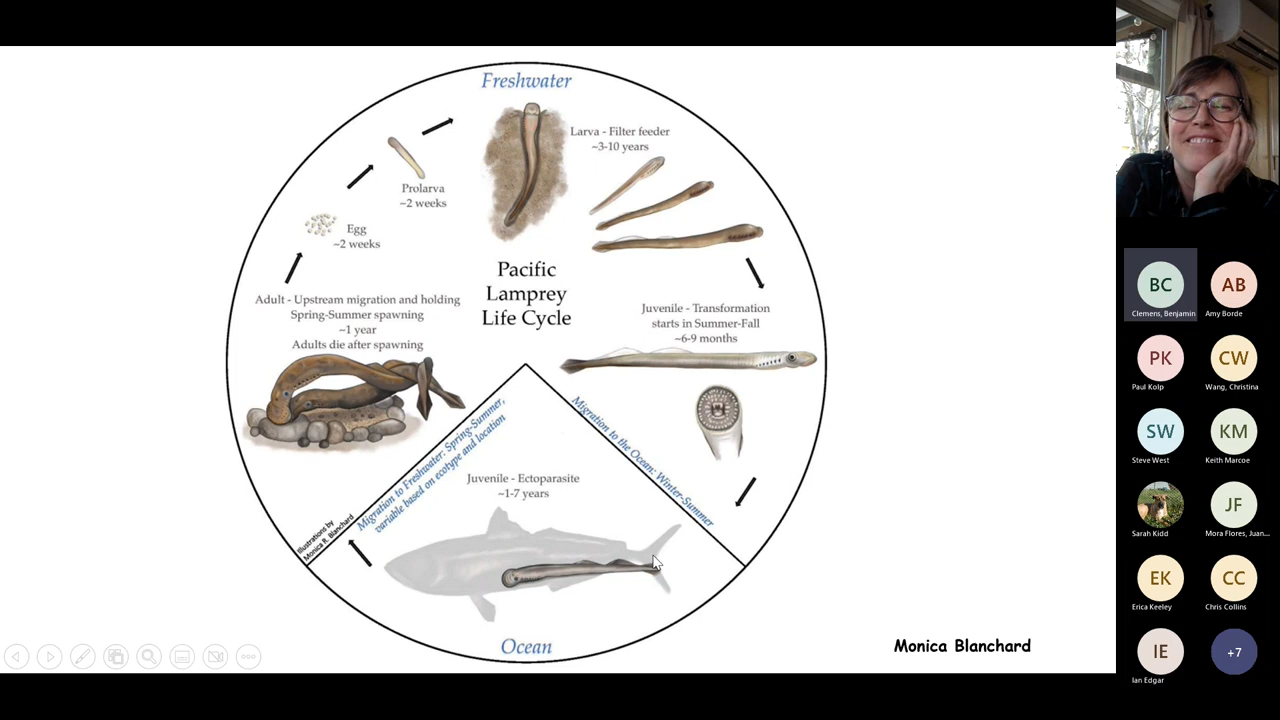 Freshwater
Larva - Filter feeder
~3-10 years
Prolarva
~2 weeks
Egg
~2 weeks
Pacific
Lamprey
Life Cycle
Adult - Upstream migration and holding
Spring-Summer spawning
~1 year
Adults die after spawning
Juvenile - Transformation
starts in Summer-Fall
~6-9 months
Migration to Freshwater: Spring-Summer,
variable based on ecotype and location
Migration to the Ocean: Winter-Summer
Juvenile - Ectoparasite
~1-7 years
Illustrations by
Monica R. Blanchard
Ocean
Monica Blanchard
BC
Clemens, Benjamin
AB
Amy Borde
PK
Paul Kolp
CW
Wang, Christina
SW
Steve West
KM
Keith Marcoe
Sarah Kidd
JF
Mora Flores, Juan...
EK
Erica Keeley
CC
Chris Collins
IE
Ian Edgar
+7